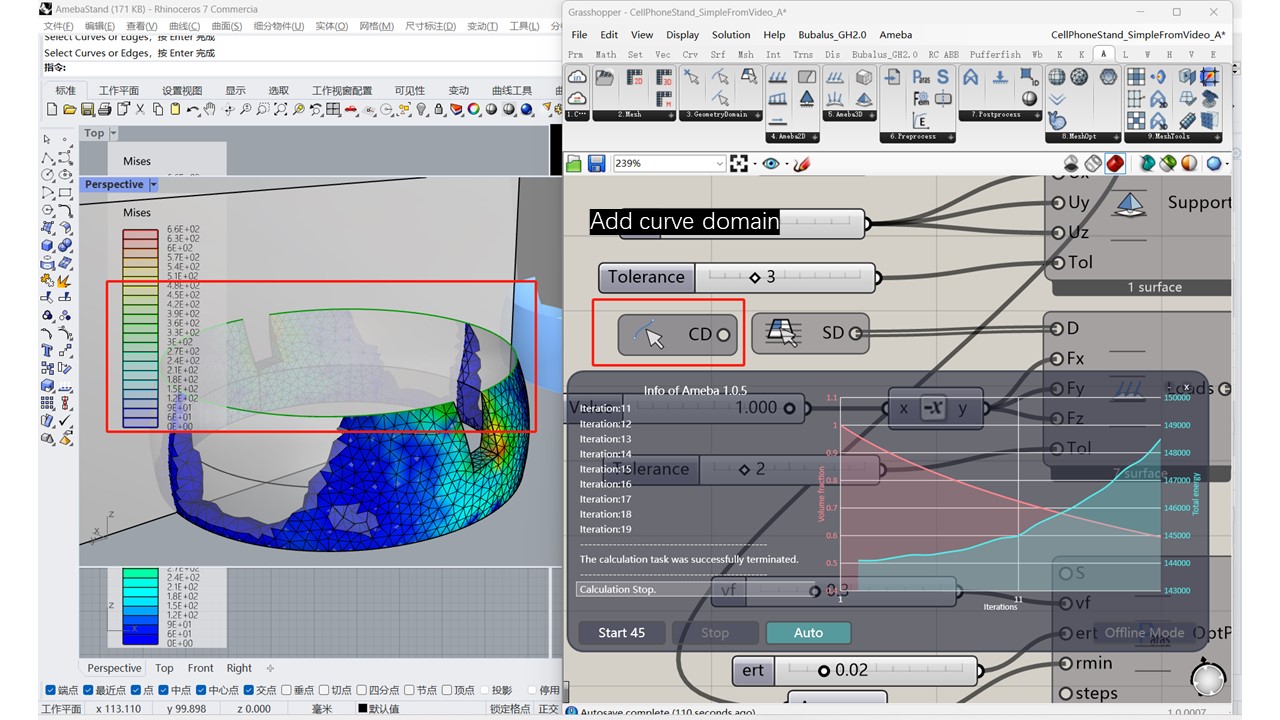 AmebaStand (171 KB) - Rhinoceros 7 Commercia
文件(F) 编辑(E) 查看(V) 曲线(C) 曲面(S) 细分物件(U) 实体(O) 网格(M) 尺寸标注(D) 变动(T) 工具(L)
Select Curves or Edges，按 Enter 完成
Select Curves or Edges，按 Enter 完成
指令:
标准 工作平面 设置视图 显示 选取 工作视窗配置 可见性 变动 曲线工具
Top
Mises
Perspective
Mises
6.6E+02
6.3E+02
6E+02
5.7E+02
5.4E+02
5.1E+02
4.8E+02
4.5E+02
4.2E+02
3.9E+02
3.6E+02
3.3E+02
3E+02
2.7E+02
2.4E+02
2.1E+02
1.8E+02
1.5E+02
1.2E+02
9E+01
6E+01
0E+00
z
x
2.7E+02
2.4E+02
2.1E+02
1.8E+02
1.5E+02
1.2E+02
9E+01
6E+01
0E+00
z
Perspective Top Front Right
端点 最近点 点 中点 中心点 交点 垂点 切点 四分点 节点 顶点 投影 停用
工作平面 x 113.110 y 99.898 z 0.000 毫米 默认值 锁定格点 正交
Grasshopper - CellPhoneStand_SimpleFromVideo_A*
File Edit View Display Solution Help Bubalus_GH2.0 Ameba CellPhoneStand_SimpleFromVideo_A*
Prm Math Set Vec Crv Srf Msh Int Trns Dis Bubalus_GH2.0 RC ABB Pufferfish Wb K K A L W H V E
1.C... 2.Mesh 3.GeometryDomain 4.Ameba2D 5.Ameba3D 6.Preprocess 7.Postprocess 8.MeshOpt 9.MeshTools
239%
Add curve domain
Uy
Support
Uz
Tolerance 3
Tol
1 surface
CD
SD
D
Fx
Fy
Loads
Fz
Tol
7 surface
1.000
x -x y
Tolerance 2
Info of Ameba 1.0.5
x
Iteration:11
Iteration:12
Iteration:13
Iteration:14
Iteration:15
Iteration:16
Iteration:17
Iteration:18
Iteration:19
The calculation task was successfully terminated.
Calculation Stop.
1.1
1
0.9
0.8
0.7
0.6
0.5
Volume fraction
150000
149000
148000
147000
146000
145000
144000
143000
Total energy
1 11
Iterations
vf 0.3
Start 45 Stop Auto Offline Mode
S
vf
ert
OptP
rmin
steps
ert 0.02
Autosave complete (110 seconds ago)
1.0.0007